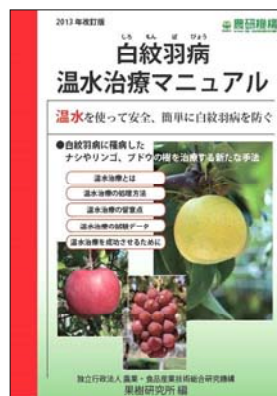 2013年改訂版
農研機構
しろ もん ぱ びょう
白紋羽病
温水治療マニュアル
温水を使って安全、簡単に白紋羽病を防ぐ
●白紋羽病に罹病した
ナシやリンゴ、ブドウの樹を治療する新たな手法
温水治療とは
温水治療の処理方法
温水治療の留意点
温水治療の試験データ
温水治療を成功させるために
独立行政法人 農業・食品産業技術総合研究機構
果樹研究所 編